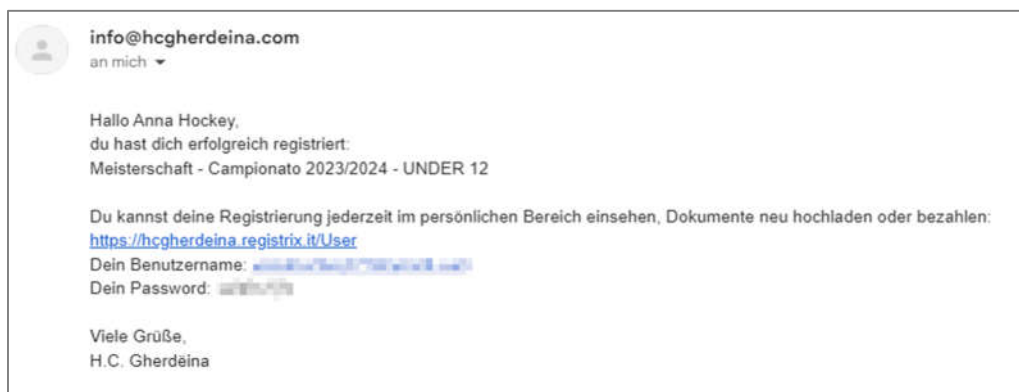 info@hcgherdeina.com
an mich
Hallo Anna Hockey,
du hast dich erfolgreich registriert:
Meisterschaft - Campionato 2023/2024 - UNDER 12
Du kannst deine Registrierung jederzeit im persönlichen Bereich einsehen, Dokumente neu hochladen oder bezahlen:
https://hcgherdeina.registrix.it/User
Dein Benutzername:
Dein Password:
Viele Grüße,
H.C. Gherdëina